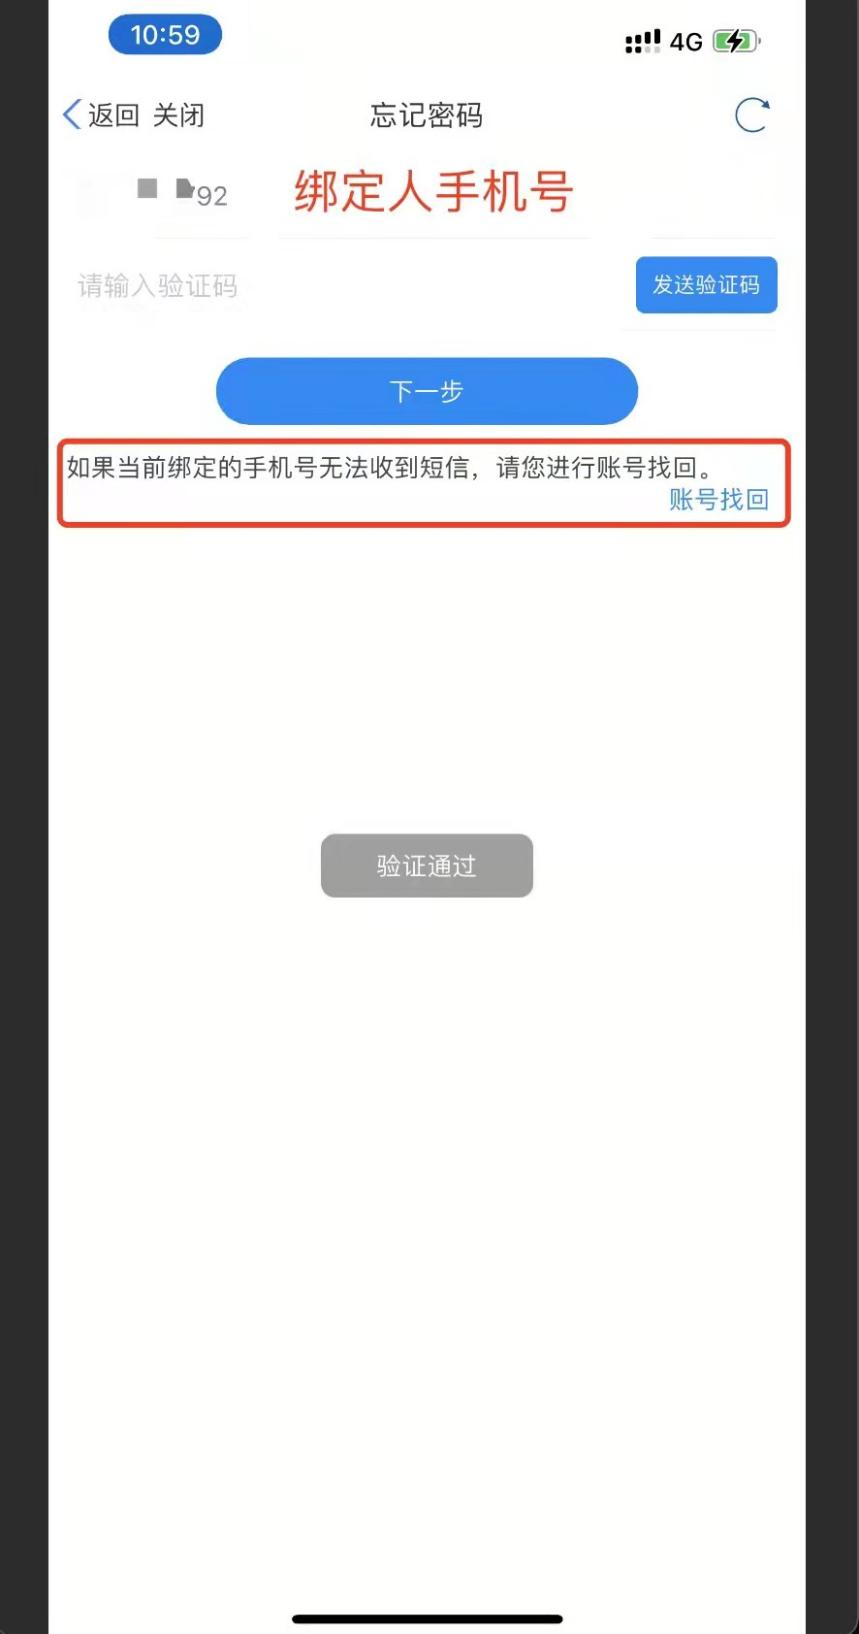 10:59
4G
返回 关闭 忘记密码
92 绑定人手机号
请输入验证码 发送验证码
下一步
如果当前绑定的手机号无法收到短信，请您进行账号找回。
账号找回
验证通过